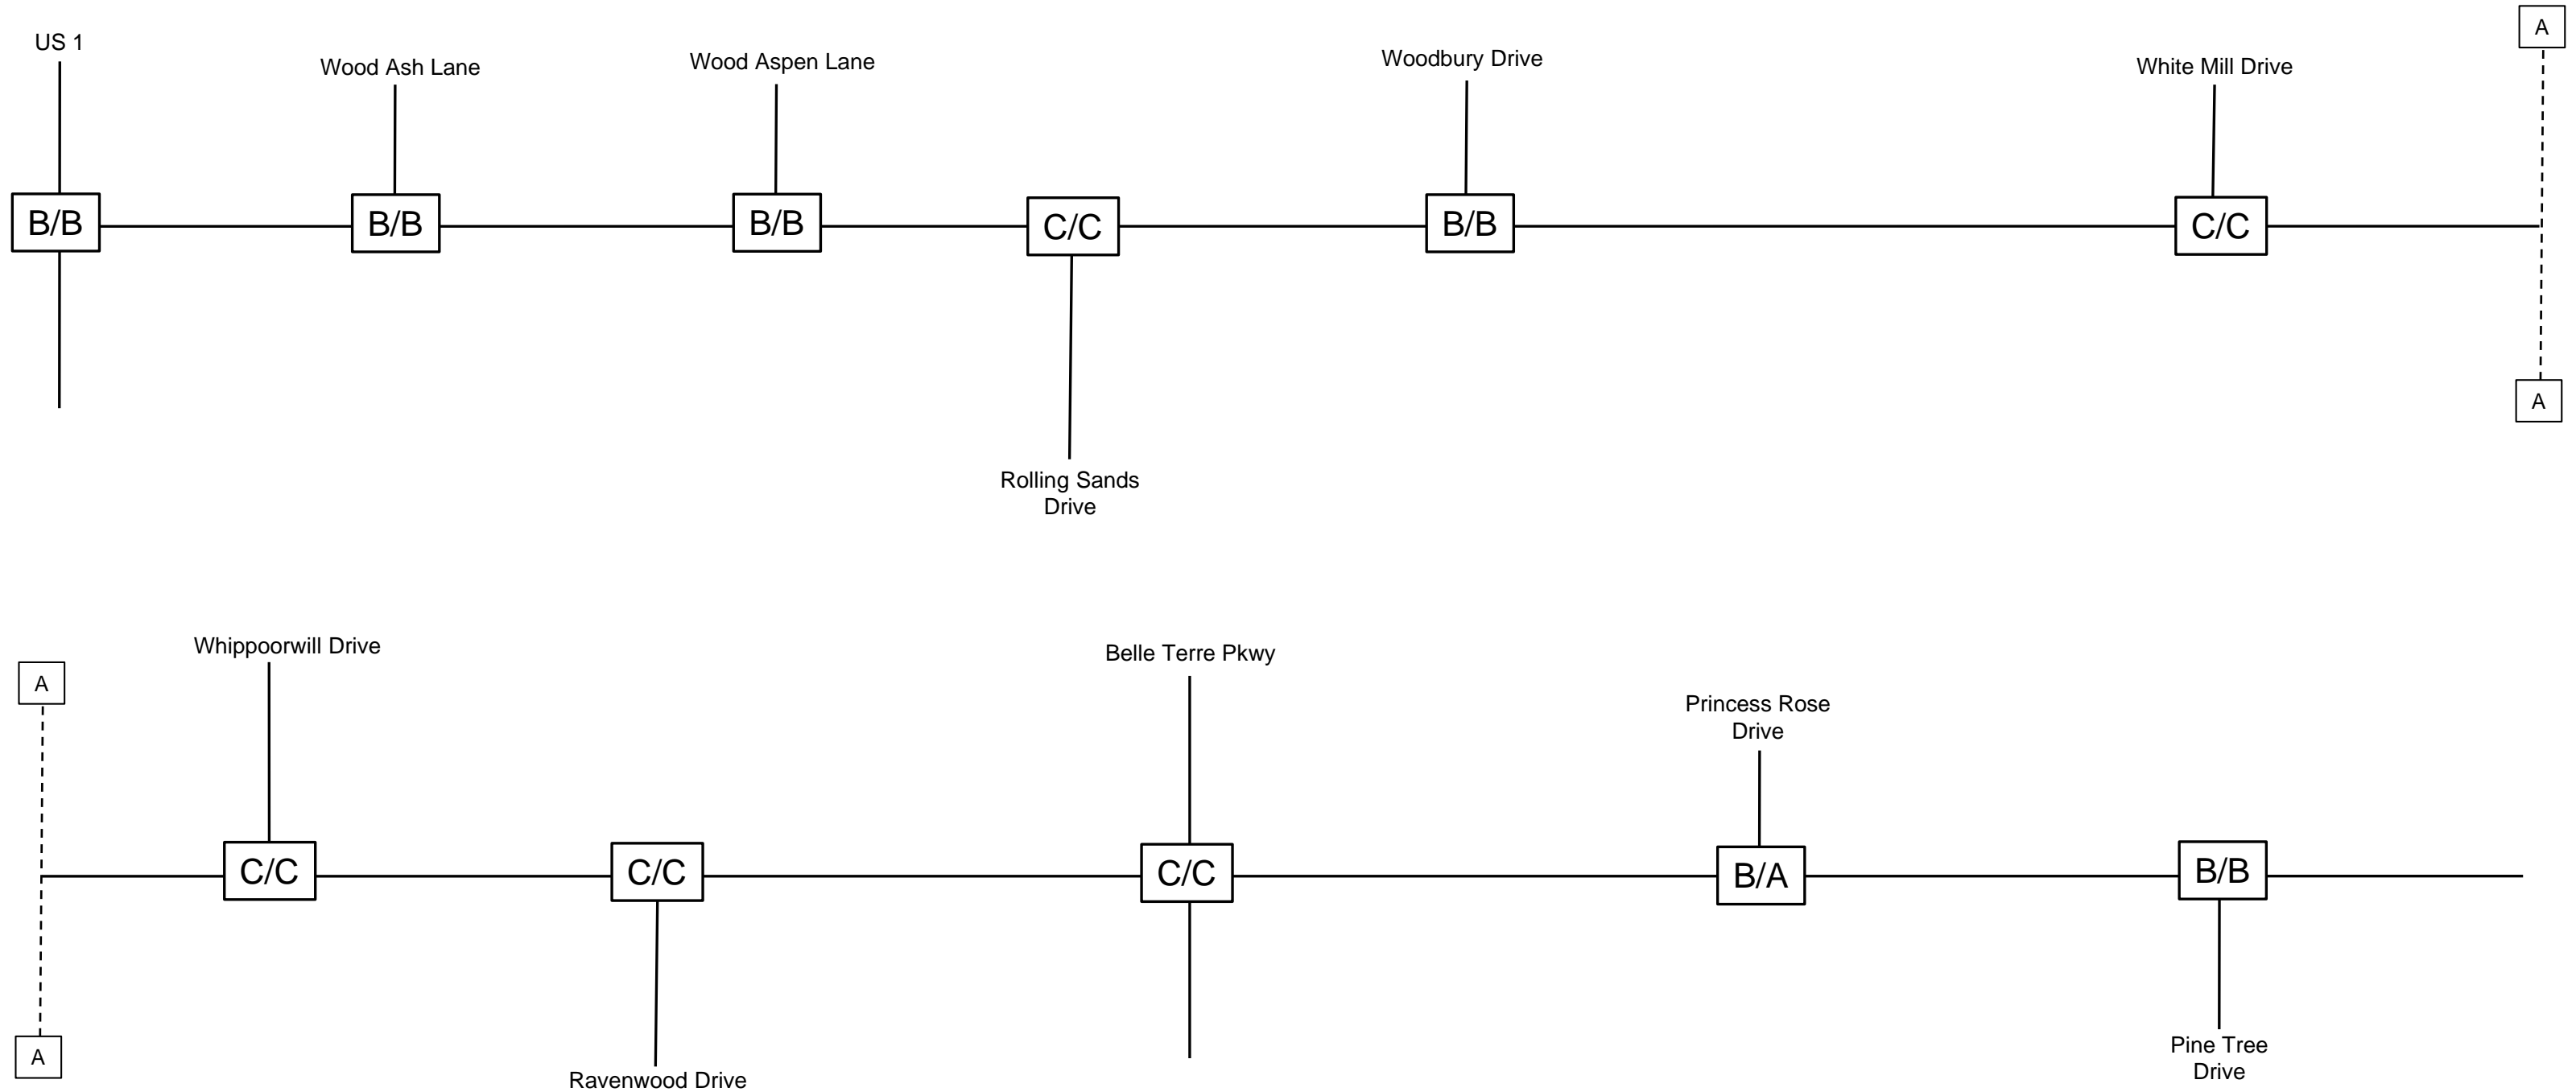 A
US 1
Wood Ash Lane
Wood Aspen Lane
Woodbury Drive
White Mill Drive
B/B
B/B
B/B
C/C
B/B
C/C
A
Rolling Sands
Drive
Whippoorwill Drive
Belle Terre Pkwy
A
Princess Rose
Drive
C/C
C/C
C/C
B/A
B/B
A
Ravenwood Drive
Pine Tree
Drive